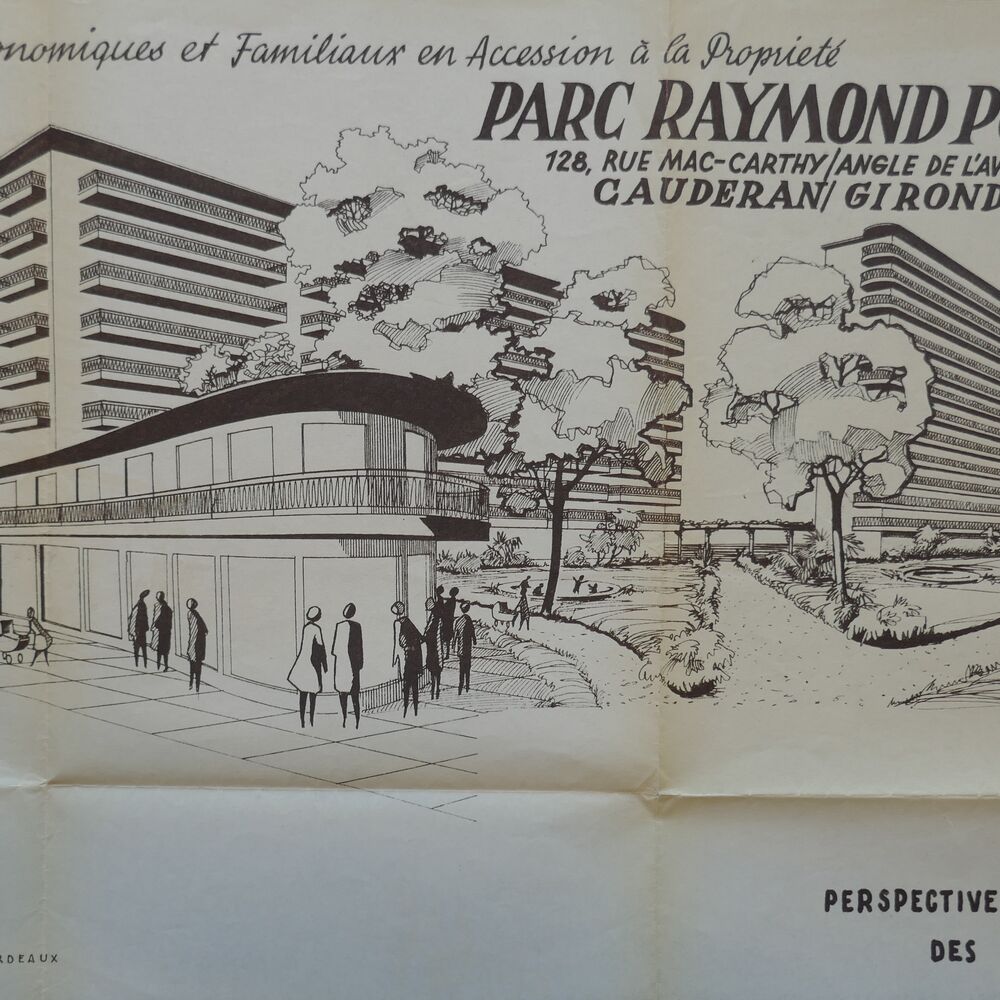 onomiques et Familiaux en Accession à la Proprieté
PARC RAYMOND P
128, RUE MAC-CARTHY/ANGLE DE L'AV
CAUDERAN/GIROND
PERSPECTIVE
DES
RDEAUX